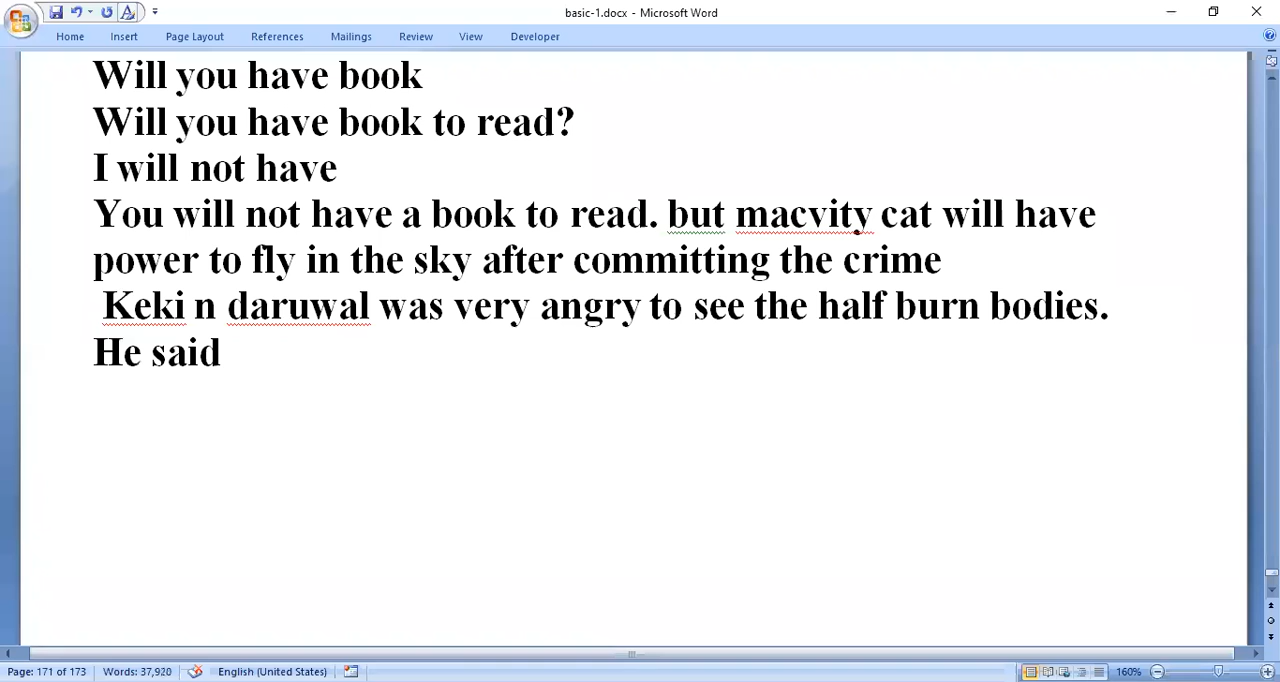 basic-1.docx - Microsoft Word
Home Insert Page Layout References Mailings Review View Developer
Will you have book
Will you have book to read?
I will not have
You will not have a book to read. but macvity cat will have
power to fly in the sky after committing the crime
Keki n daruwal was very angry to see the half burn bodies.
He said
Page: 171 of 173 Words: 37,920 English (United States) 160%